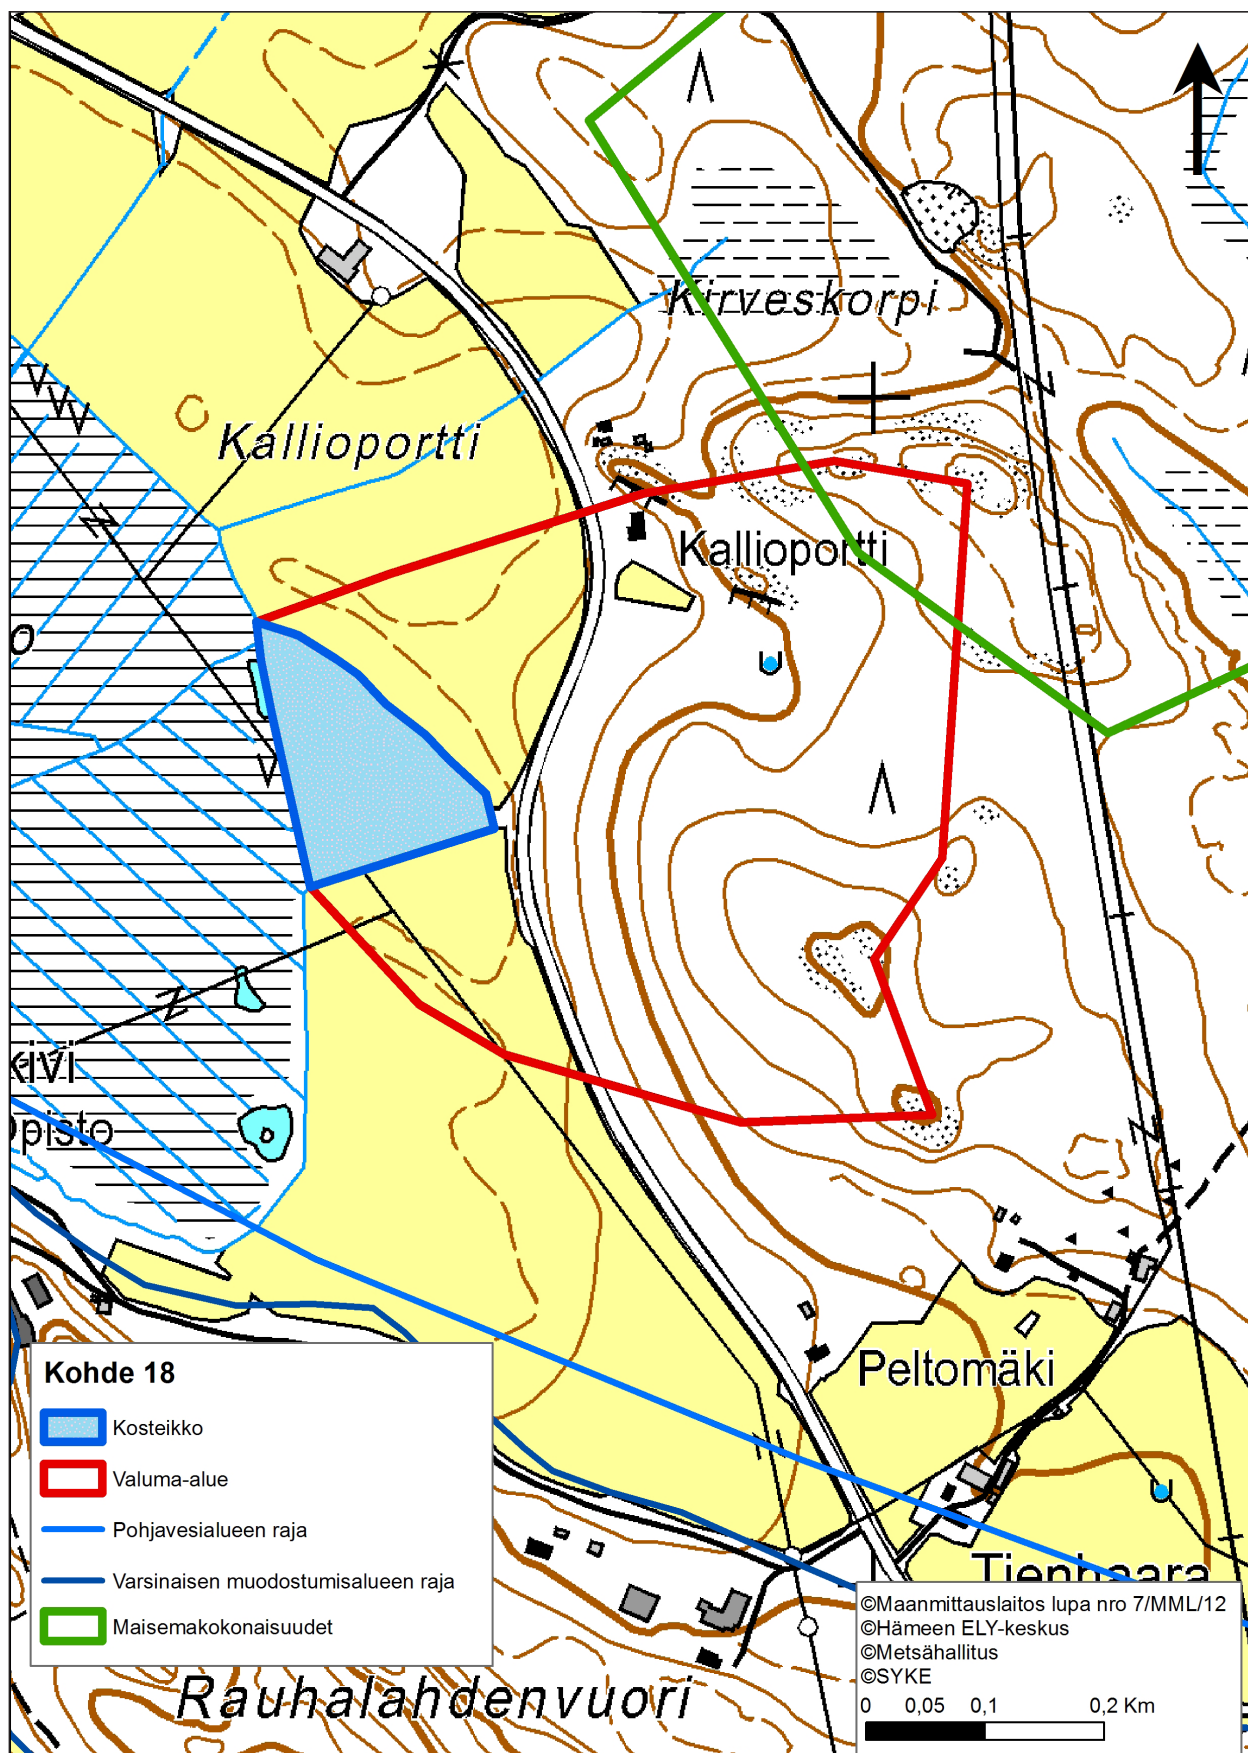 Kirveskorpi
Kallioportti
Kallioportti
o
kivi
opisto
Peltomäki
Tienhaara
Rauhalahdenvuori
Kohde 18
Kosteikko
Valuma-alue
Pohjavesialueen raja
Varsinaisen muodostumisalueen raja
Maisemakokonaisuudet
©Maanmittauslaitos lupa nro 7/MML/12
©Hämeen ELY-keskus
©Metsähallitus
©SYKE
0 0,05 0,1 0,2 Km